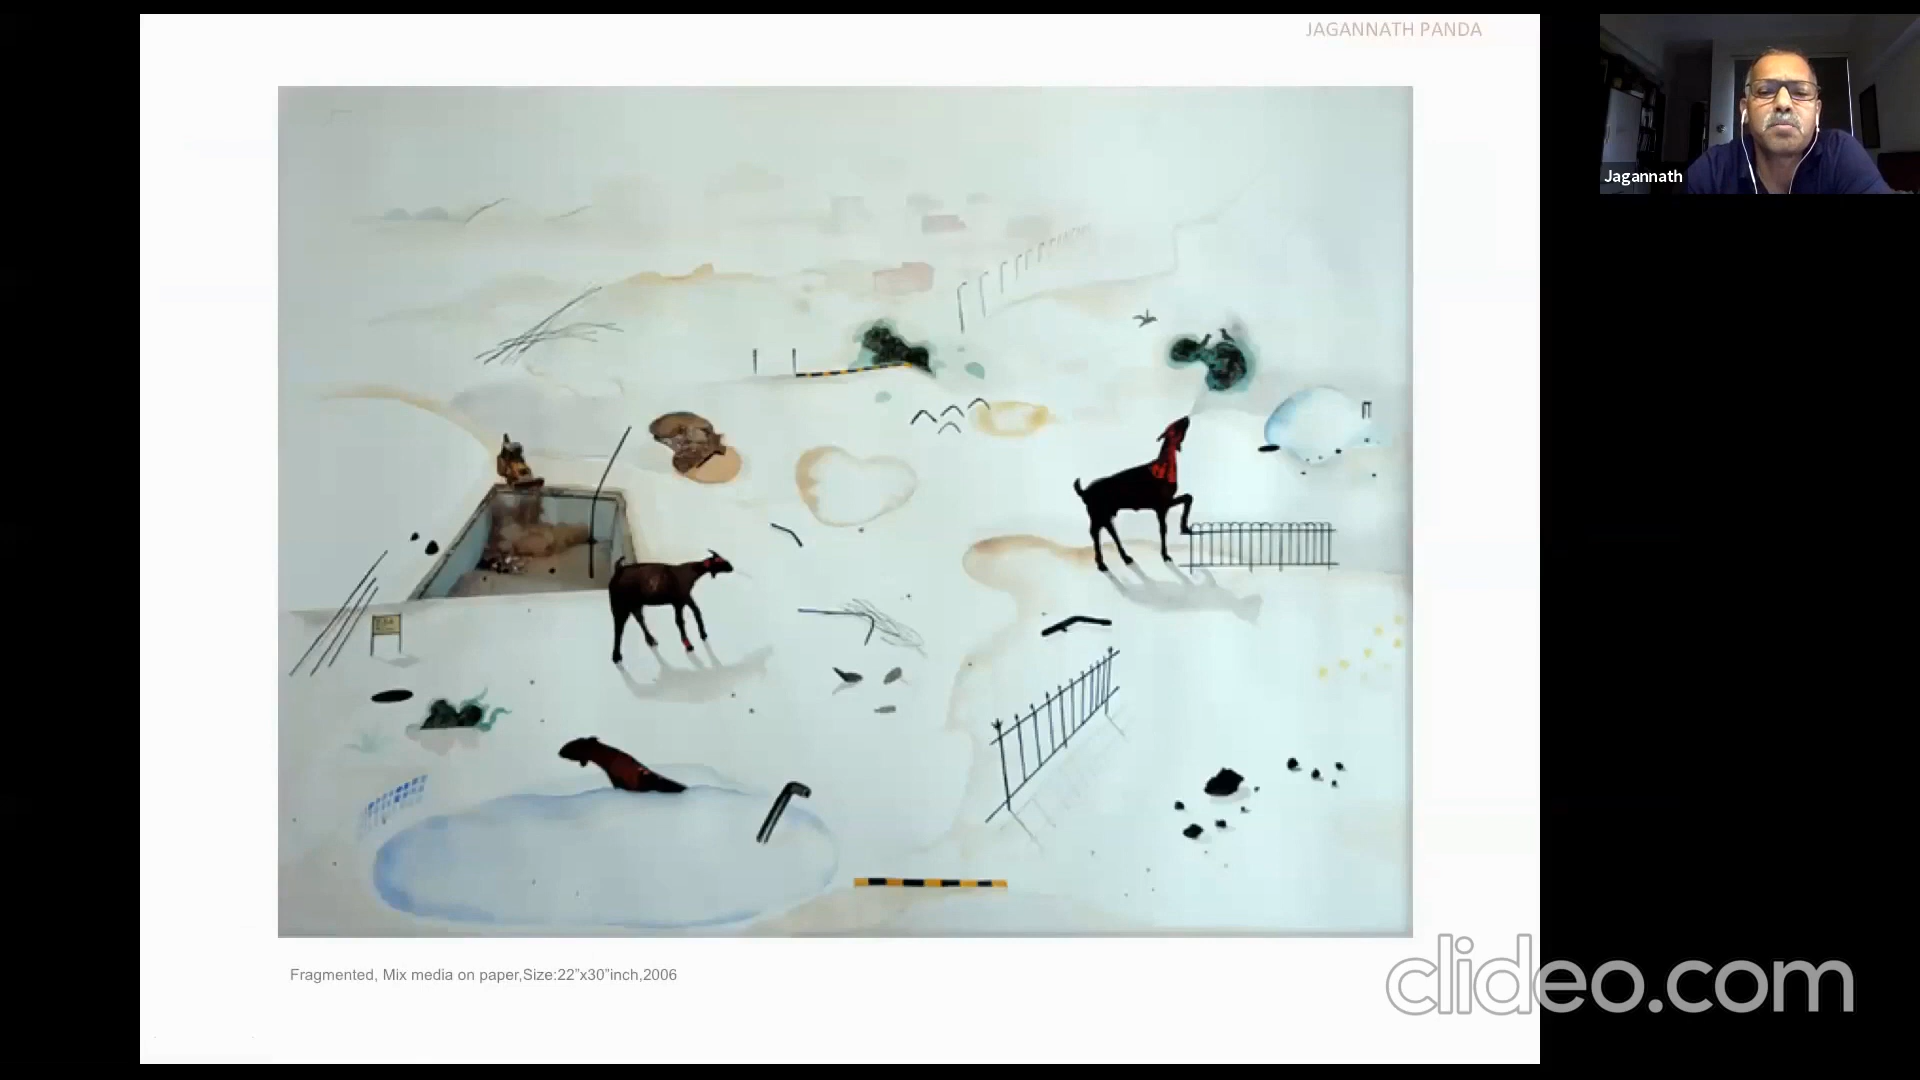 JAGANNATH PANDA
Jagannath
Fragmented, Mix media on paper,Size:22”x30”inch,2006
clideo.com